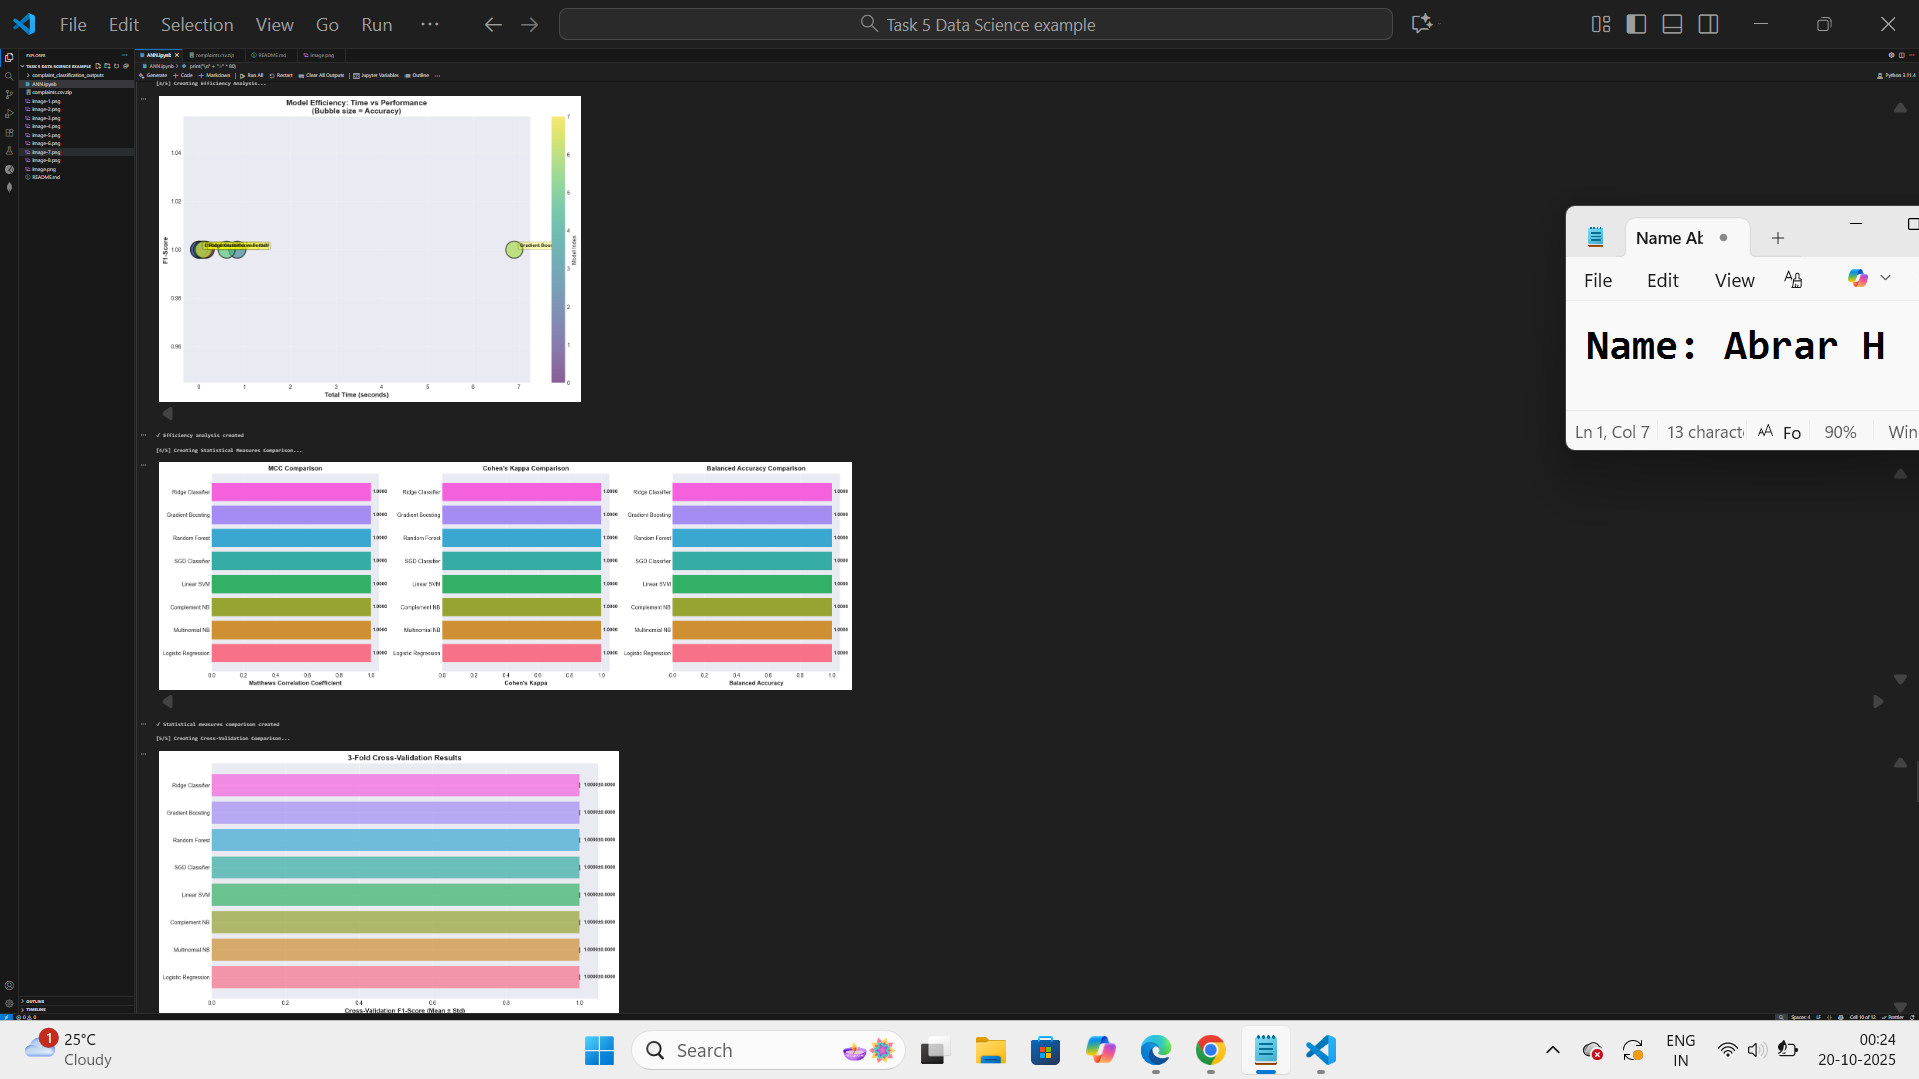 File Edit Selection View Go Run ...
Task 5 Data Science example
EXPLORER
TASK 5 DATA SCIENCE EXAMPLE
complaint_classification_outputs
ANN.ipynb
complaints.csv.zip
image-1.png
image-2.png
image-3.png
image-4.png
image-5.png
image-6.png
image-7.png
image-8.png
image.png
README.md
OUTLINE
TIMELINE
ANN.ipynb complaints.csv.zip README.md image.png
ANN.ipynb > print("\n" + "=" * 80)
Generate + Code + Markdown Run All Restart Clear All Outputs Jupyter Variables Outline ...
Python 3.11.4
[3/5] Creating Efficiency Analysis...
Model Efficiency: Time vs Performance
(Bubble size = Accuracy)
1.04
1.02
1.00
0.98
0.96
F1-Score
0 1 2 3 4 5 6 7
Total Time (seconds)
Gradient Boos
7
6
5
4
3
2
1
0
Model Index
✓ Efficiency analysis created
[4/5] Creating Statistical Measures Comparison...
MCC Comparison Cohen's Kappa Comparison Balanced Accuracy Comparison
Ridge Classifier 1.0000 Ridge Classifier 1.0000 Ridge Classifier 1.0000
Gradient Boosting 1.0000 Gradient Boosting 1.0000 Gradient Boosting 1.0000
Random Forest 1.0000 Random Forest 1.0000 Random Forest 1.0000
SGD Classifier 1.0000 SGD Classifier 1.0000 SGD Classifier 1.0000
Linear SVM 1.0000 Linear SVM 1.0000 Linear SVM 1.0000
Complement NB 1.0000 Complement NB 1.0000 Complement NB 1.0000
Multinomial NB 1.0000 Multinomial NB 1.0000 Multinomial NB 1.0000
Logistic Regression 1.0000 Logistic Regression 1.0000 Logistic Regression 1.0000
0.0 0.2 0.4 0.6 0.8 1.0 0.0 0.2 0.4 0.6 0.8 1.0 0.0 0.2 0.4 0.6 0.8 1.0
Matthews Correlation Coefficient Cohen's Kappa Balanced Accuracy
✓ Statistical measures comparison created
[5/5] Creating Cross-Validation Comparison...
3-Fold Cross-Validation Results
Ridge Classifier 1.0000±0.0000
Gradient Boosting 1.0000±0.0000
Random Forest 1.0000±0.0000
SGD Classifier 1.0000±0.0000
Linear SVM 1.0000±0.0000
Complement NB 1.0000±0.0000
Multinomial NB 1.0000±0.0000
Logistic Regression 1.0000±0.0000
0.0 0.2 0.4 0.6 0.8 1.0
Cross-Validation F1-Score (Mean ± Std)
Name Ab
File Edit View
Name: Abrar H
Ln 1, Col 7 13 charact Fo 90% Win
Spaces: 4 LF Cell 10 of 12 Prettier
1 25°C
Cloudy
Search
ENG
IN
00:24
20-10-2025